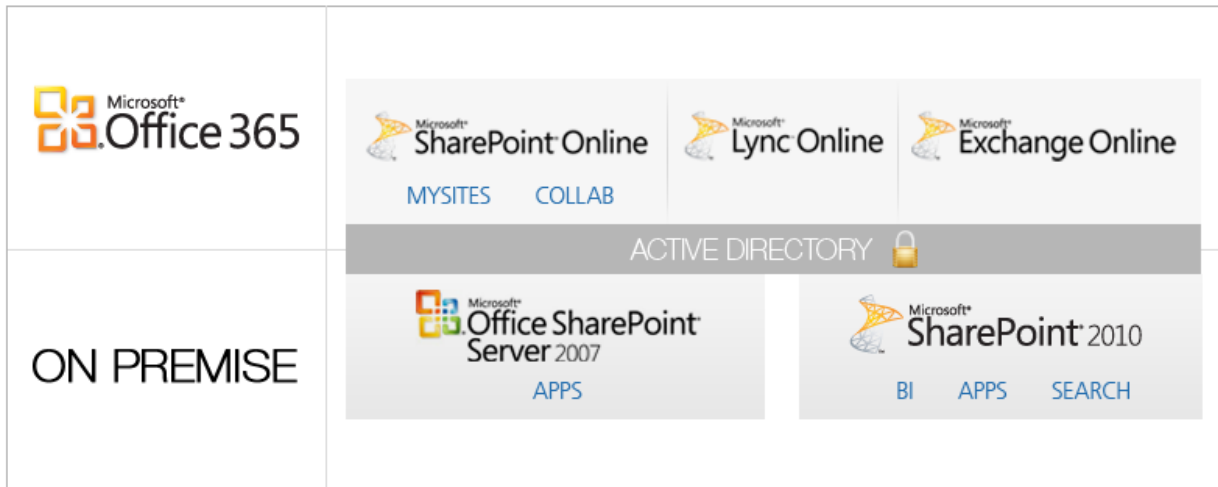 Microsoft®
Office 365
Microsoft®
SharePoint® Online
Microsoft®
Lync™ Online
Microsoft®
Exchange Online
MYSITES COLLAB
ACTIVE DIRECTORY
ON PREMISE
Microsoft®
Office SharePoint®
Server 2007
APPS
Microsoft®
SharePoint® 2010
BI APPS SEARCH